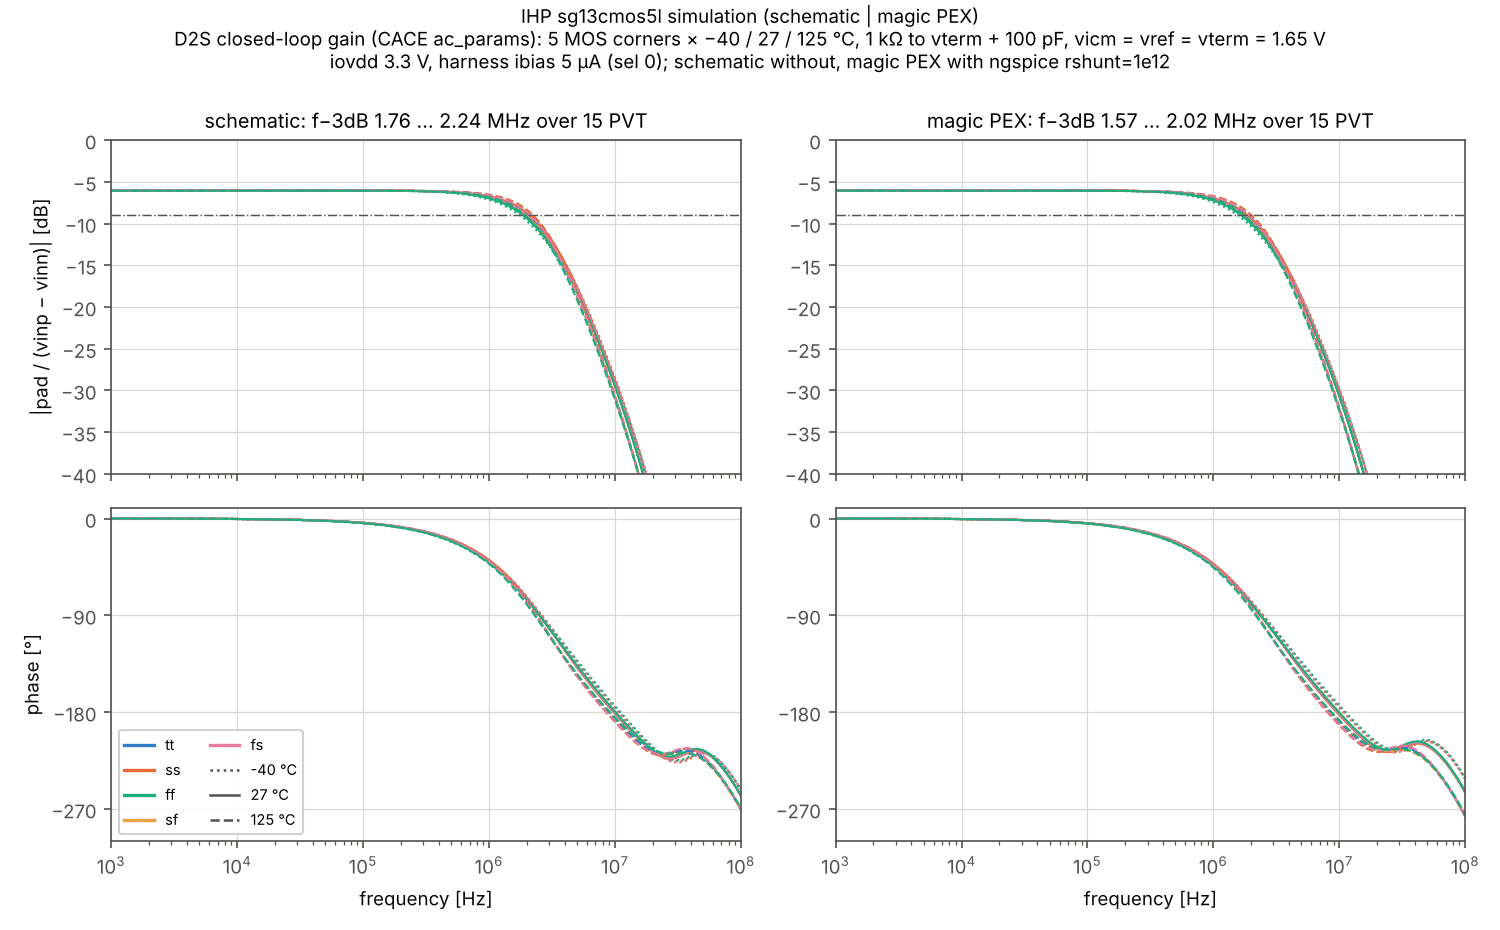 IHP sg13cmos5l simulation (schematic | magic PEX)
D2S closed-loop gain (CACE ac_params): 5 MOS corners × −40 / 27 / 125 °C, 1 kΩ to vterm + 100 pF, vicm = vref = vterm = 1.65 V
iovdd 3.3 V, harness ibias 5 µA (sel 0); schematic without, magic PEX with ngspice rshunt=1e12
schematic: f−3dB 1.76 … 2.24 MHz over 15 PVT
magic PEX: f−3dB 1.57 … 2.02 MHz over 15 PVT
|pad / (vinp − vinn)| [dB]
0
−5
−10
−15
−20
−25
−30
−35
−40
0
−5
−10
−15
−20
−25
−30
−35
−40
phase [°]
0
−90
−180
−270
0
−90
−180
−270
tt
ss
ff
sf
fs
-40 °C
27 °C
125 °C
10³ 10⁴ 10⁵ 10⁶ 10⁷ 10⁸
10³ 10⁴ 10⁵ 10⁶ 10⁷ 10⁸
frequency [Hz]
frequency [Hz]